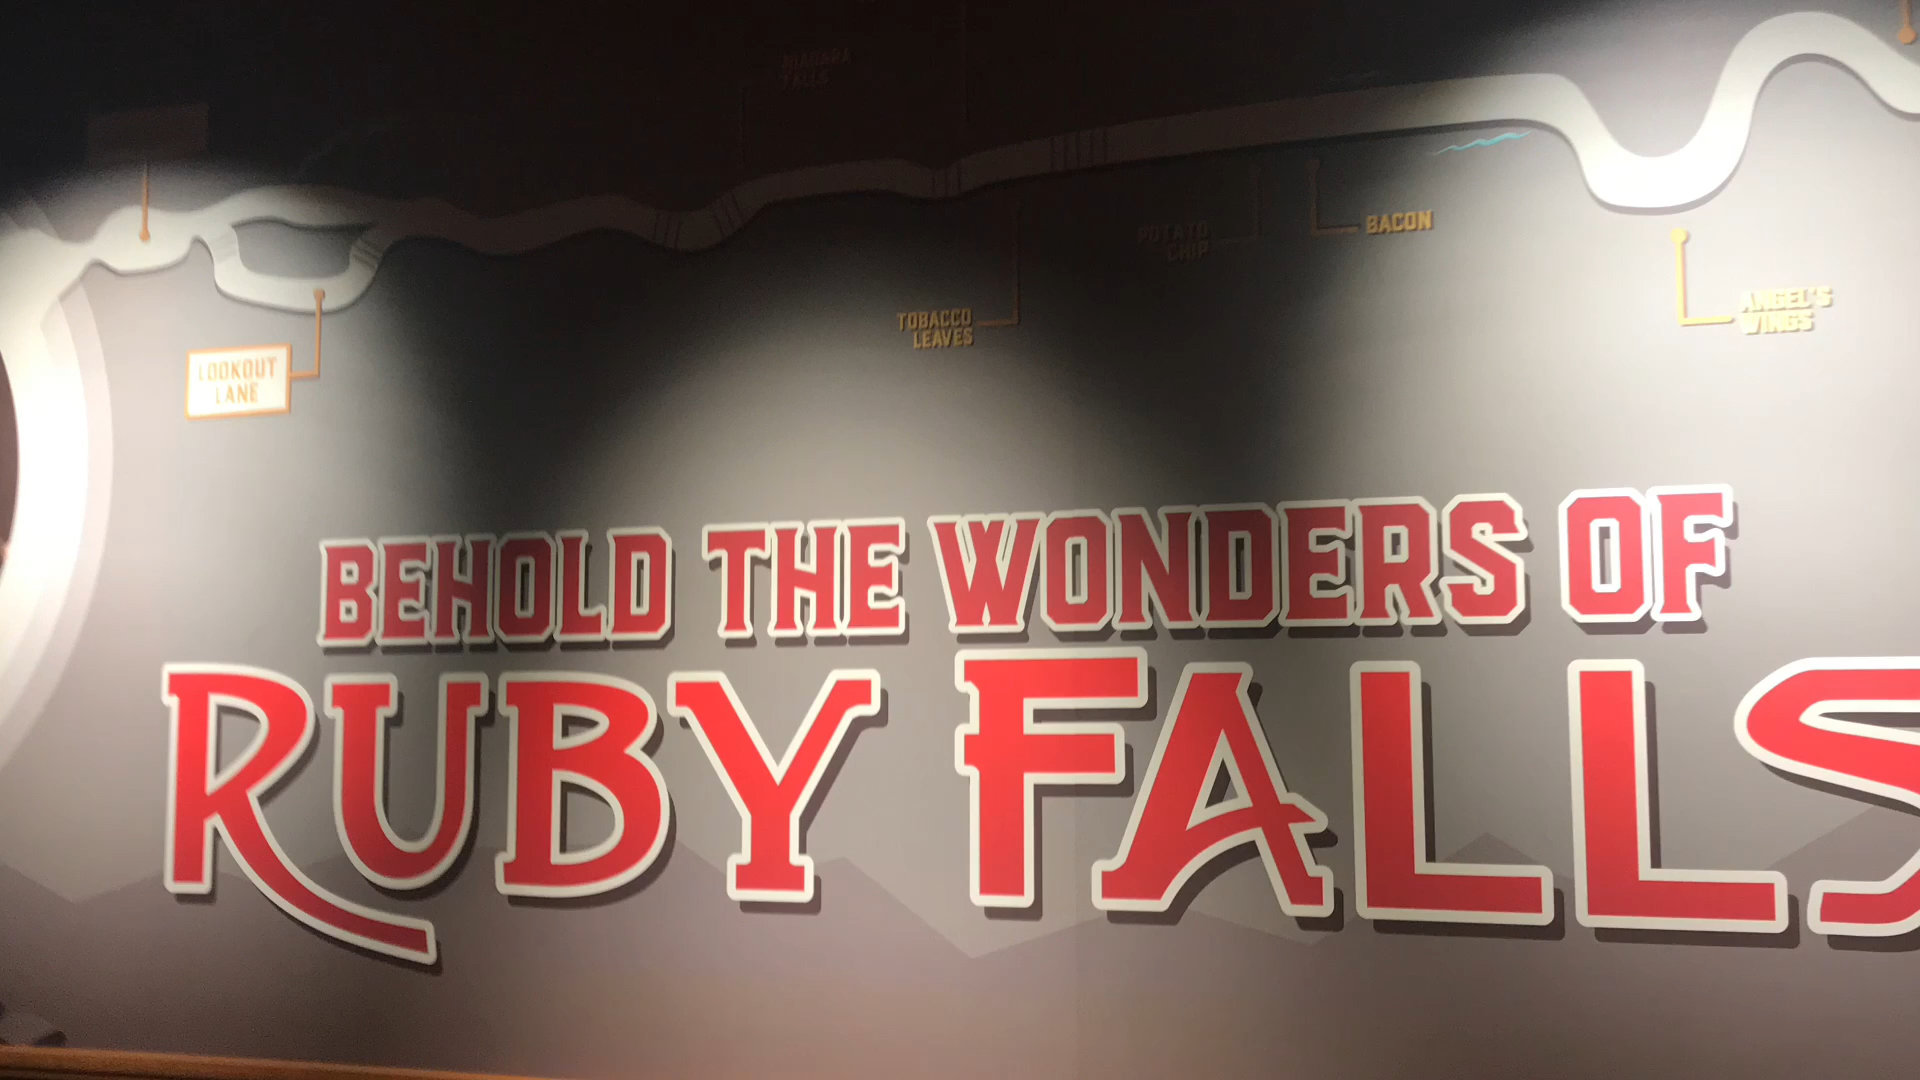 NIAGARA
FALLS
BACON
POTATO
CHIP
ANGEL'S
WINGS
TOBACCO
LEAVES
LOOKOUT
LANE
BEHOLD THE WONDERS OF
RUBY FALLS